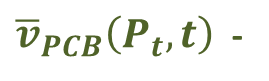 v̅_PCB(P_t, t) -